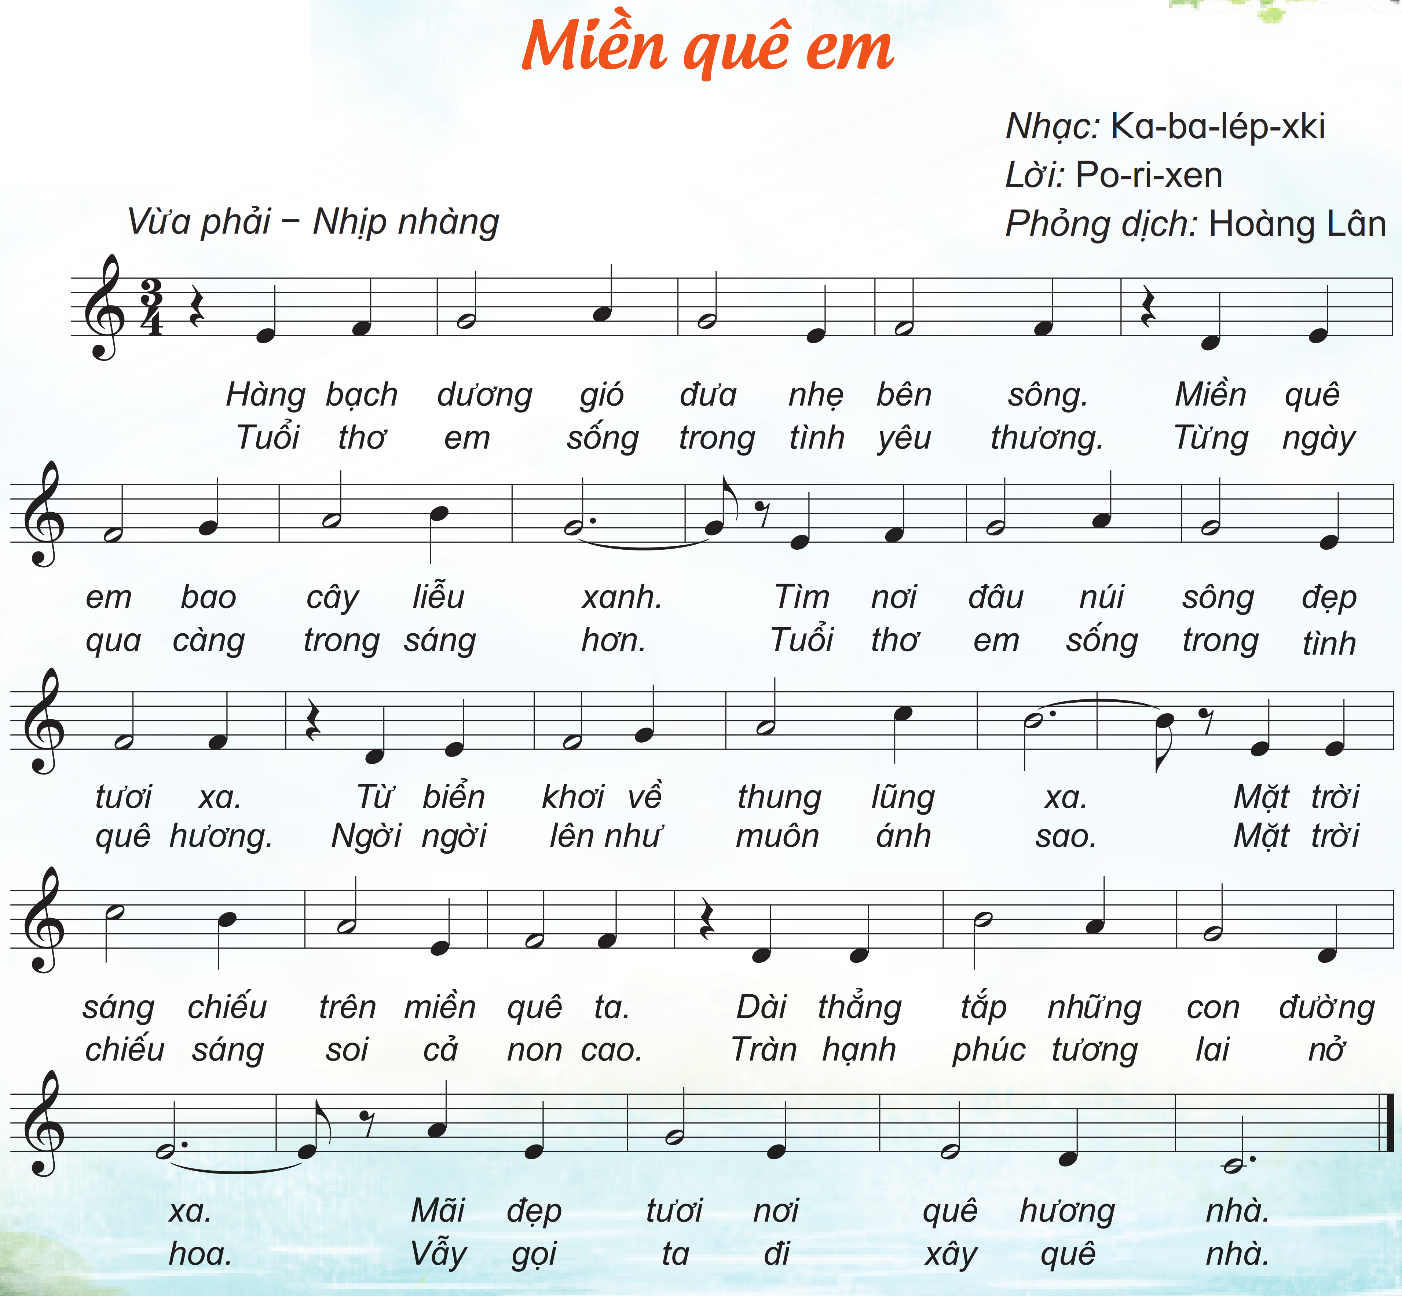 Miền quê em
Nhạc: Ka-ba-lép-xki
Lời: Po-ri-xen
Phỏng dịch: Hoàng Lân
Vừa phải – Nhịp nhàng
3
4
Hàng bạch dương gió đưa nhẹ bên sông. Miền quê
Tuổi thơ em sống trong tình yêu thương. Từng ngày
em bao cây liễu xanh. Tìm nơi đâu núi sông đẹp
qua càng trong sáng hơn. Tuổi thơ em sống trong tình
tươi xa. Từ biển khơi về thung lũng xa. Mặt trời
quê hương. Ngời ngời lên như muôn ánh sao. Mặt trời
sáng chiếu trên miền quê ta. Dài thẳng tắp những con đường
chiếu sáng soi cả non cao. Tràn hạnh phúc tương lai nở
xa. Mãi đẹp tươi nơi quê hương nhà.
hoa. Vẫy gọi ta đi xây quê nhà.